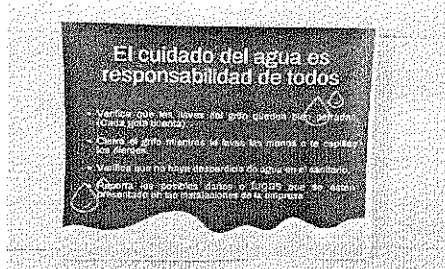 El cuidado del agua es
responsabilidad de todos
Verifica que las llaves del grifo queden bien cerradas
(Cada gota cuenta).
Cierra el grifo mientras te lavas las manos o te cepillas
los dientes.
Verifica que no haya desperdicio de agua en el sanitario.
Reporta los posibles daños o fugas que se estén
presentado en las instalaciones de la empresa